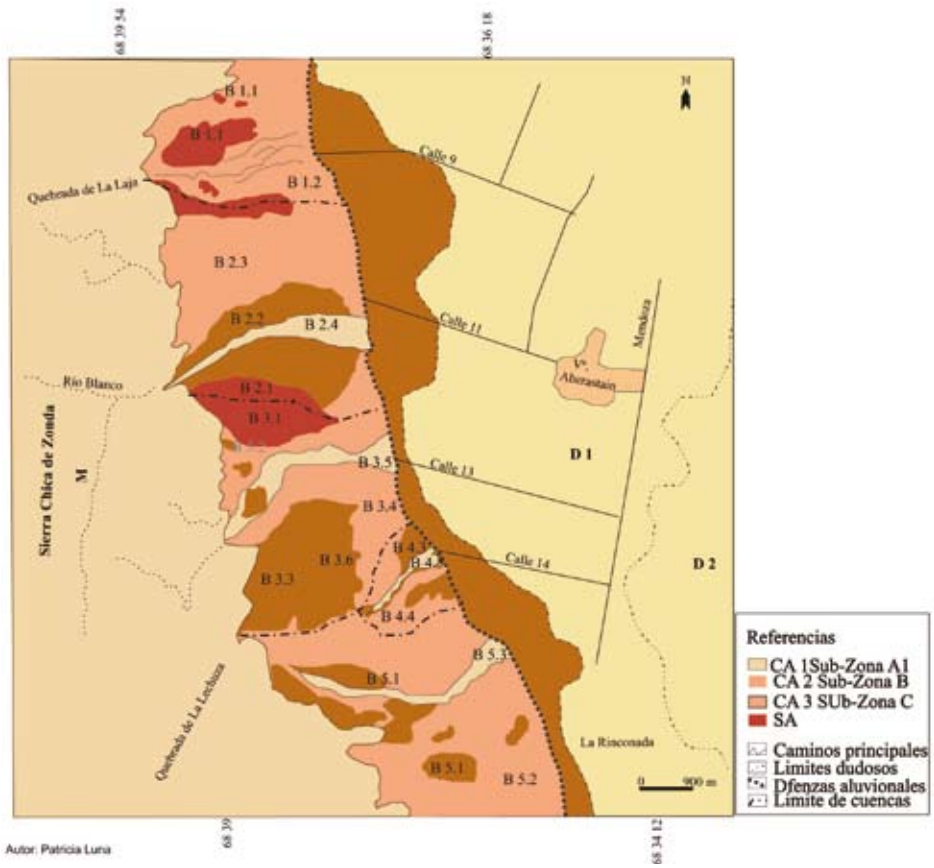 68 39 54
68 36 18
N
B 1.1
B 1.1
Calle 9
Quebrada de La Laja
B 1.2
B 2.3
B 2.2
B 2.4
Calle 11
Mendoza
Vª.
Aberastain
Río Blanco
B 2.1
B 3.1
Sierra Chica de Zonda
M
B 3.5
Calle 13
D 1
B 3.4
B 4.3
Calle 14
B 3.3
B 3.6
D 2
B 4.4
B 5.3
Quebrada de La Lechuza
B 5.1
La Rinconada
B 5.1
B 5.2
0 900 m
68 39
68 34 12
Referencias
CA 1Sub-Zona A1
CA 2 Sub-Zona B
CA 3 SUb-Zona C
SA
Caminos principales
Limites dudosos
Dfenzas aluvionales
Limite de cuencas
Autor: Patricia Luna